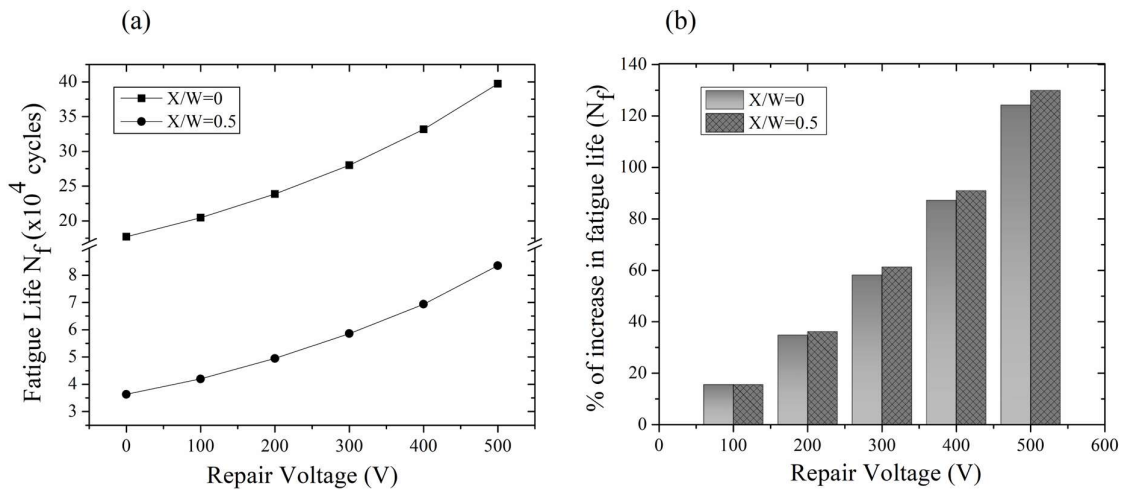 (a)
Fatigue Life N_f (x10^4 cycles)
40
35
30
25
20
8
7
6
5
4
3
X/W=0
X/W=0.5
0 100 200 300 400 500
Repair Voltage (V)
(b)
% of increase in fatigue life (N_f)
140
120
100
80
60
40
20
0
X/W=0
X/W=0.5
0 100 200 300 400 500 600
Repair Voltage (V)